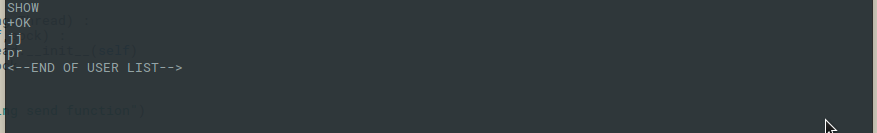 SHOW
+OK
jj
pr
<--END OF USER LIST-->